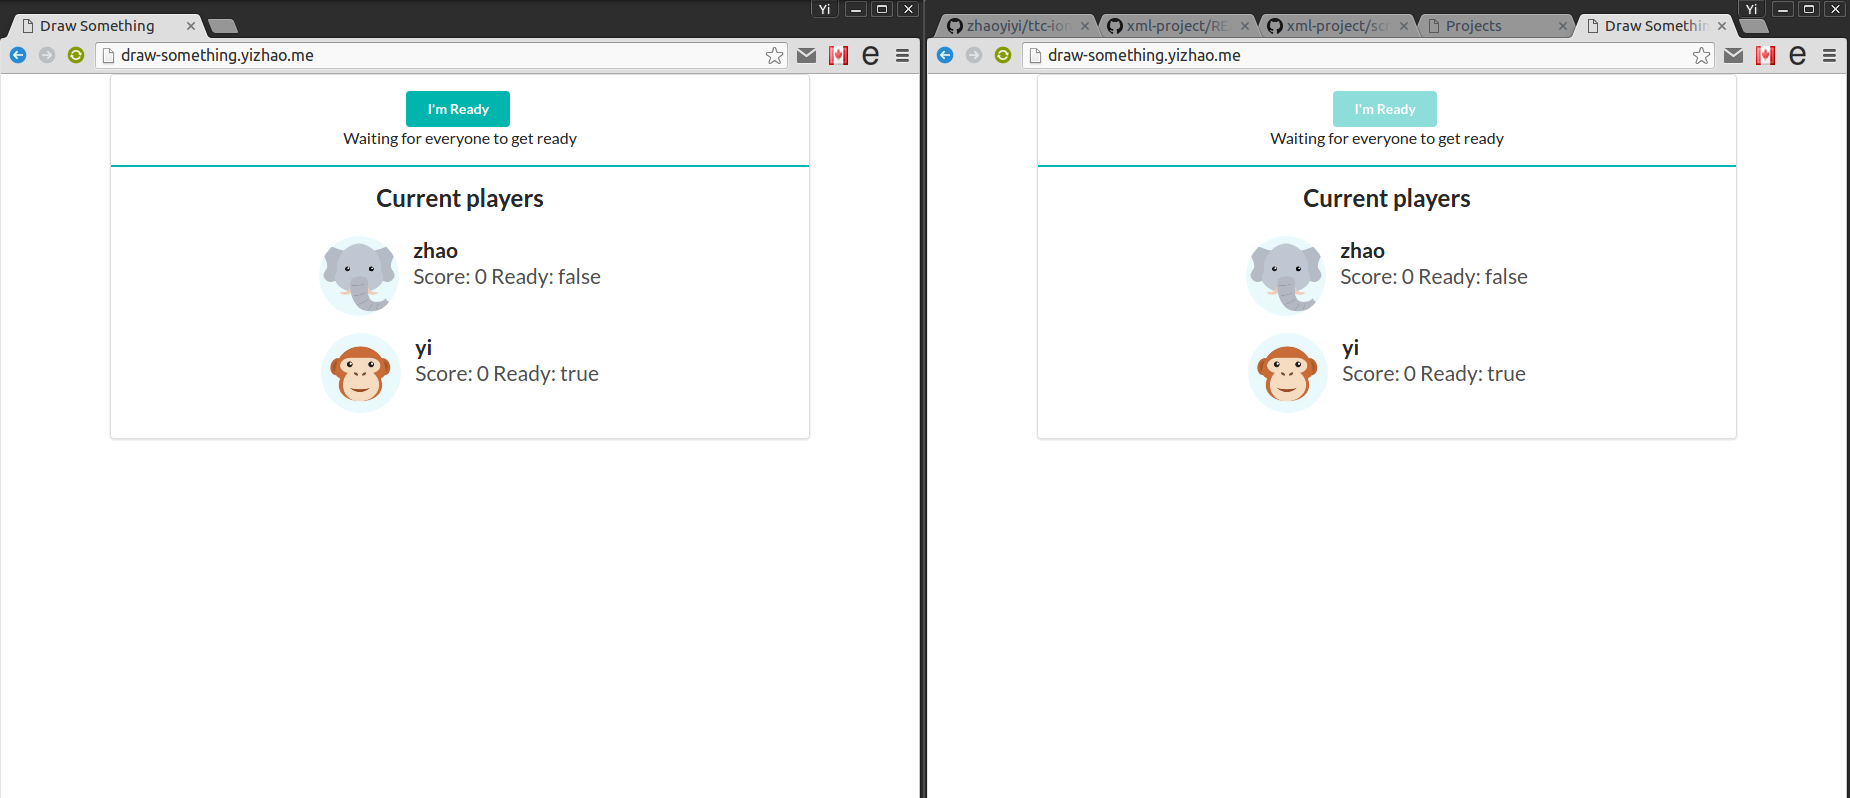 Yi
Draw Something
draw-something.yizhao.me
I'm Ready
Waiting for everyone to get ready
Current players
zhao
Score: 0 Ready: false
yi
Score: 0 Ready: true
Yi
zhaoyiyi/ttc-ion xml-project/RE xml-project/scr Projects Draw Somethin
draw-something.yizhao.me
I'm Ready
Waiting for everyone to get ready
Current players
zhao
Score: 0 Ready: false
yi
Score: 0 Ready: true